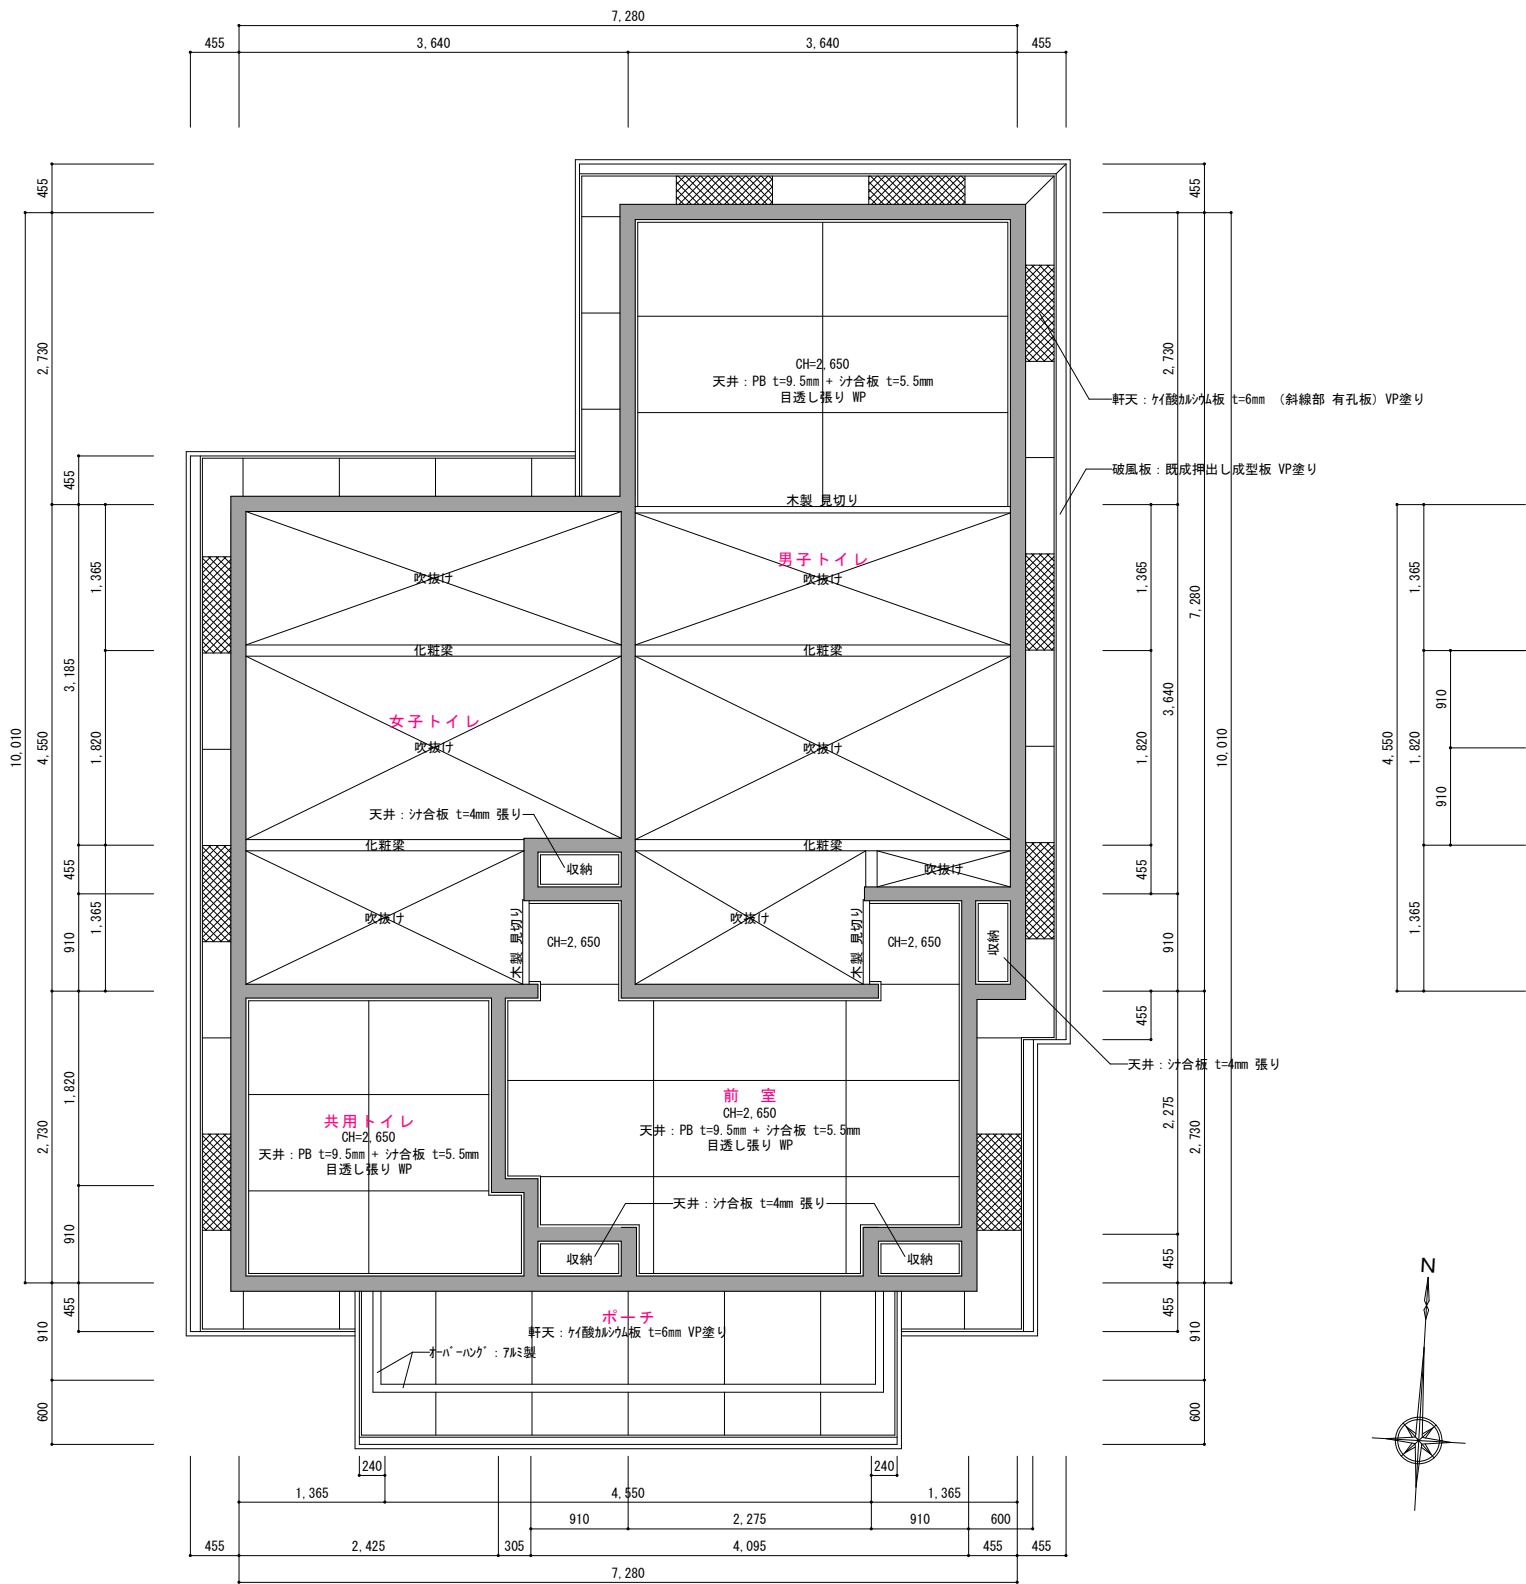 7,280
455
3,640
3,640
455
455
2,730
10,010
455
4,550
3,185
1,365
1,820
455
910
1,365
2,730
1,820
910
455
910
600
455
2,730
2,730
1,365
7,280
3,640
1,820
10,010
455
910
455
2,275
2,730
455
455
910
600
1,365
4,550
1,820
910
910
1,365
CH=2,650
天井：PB t=9.5mm + シナ合板 t=5.5mm
目透し張り WP
木製 見切り
軒天：ケイ酸カルシウム板 t=6mm （斜線部 有孔板）VP塗り
破風板：既成押出し成型板 VP塗り
男子トイレ
吹抜け
吹抜け
化粧梁
化粧梁
女子トイレ
吹抜け
吹抜け
天井：シナ合板 t=4mm 張り
化粧梁
化粧梁
収納
吹抜け
吹抜け
吹抜け
木製 見切り
CH=2,650
木製 見切り
CH=2,650
収納
天井：シナ合板 t=4mm 張り
共用トイレ
CH=2,650
天井：PB t=9.5mm + シナ合板 t=5.5mm
目透し張り WP
前　室
CH=2,650
天井：PB t=9.5mm + シナ合板 t=5.5mm
目透し張り WP
天井：シナ合板 t=4mm 張り
収納
収納
ポーチ
軒天：ケイ酸カルシウム板 t=6mm VP塗り
オーバーハング：アルミ製
N
240
240
1,365
4,550
1,365
910
2,275
910
600
455
2,425
305
4,095
455
455
7,280